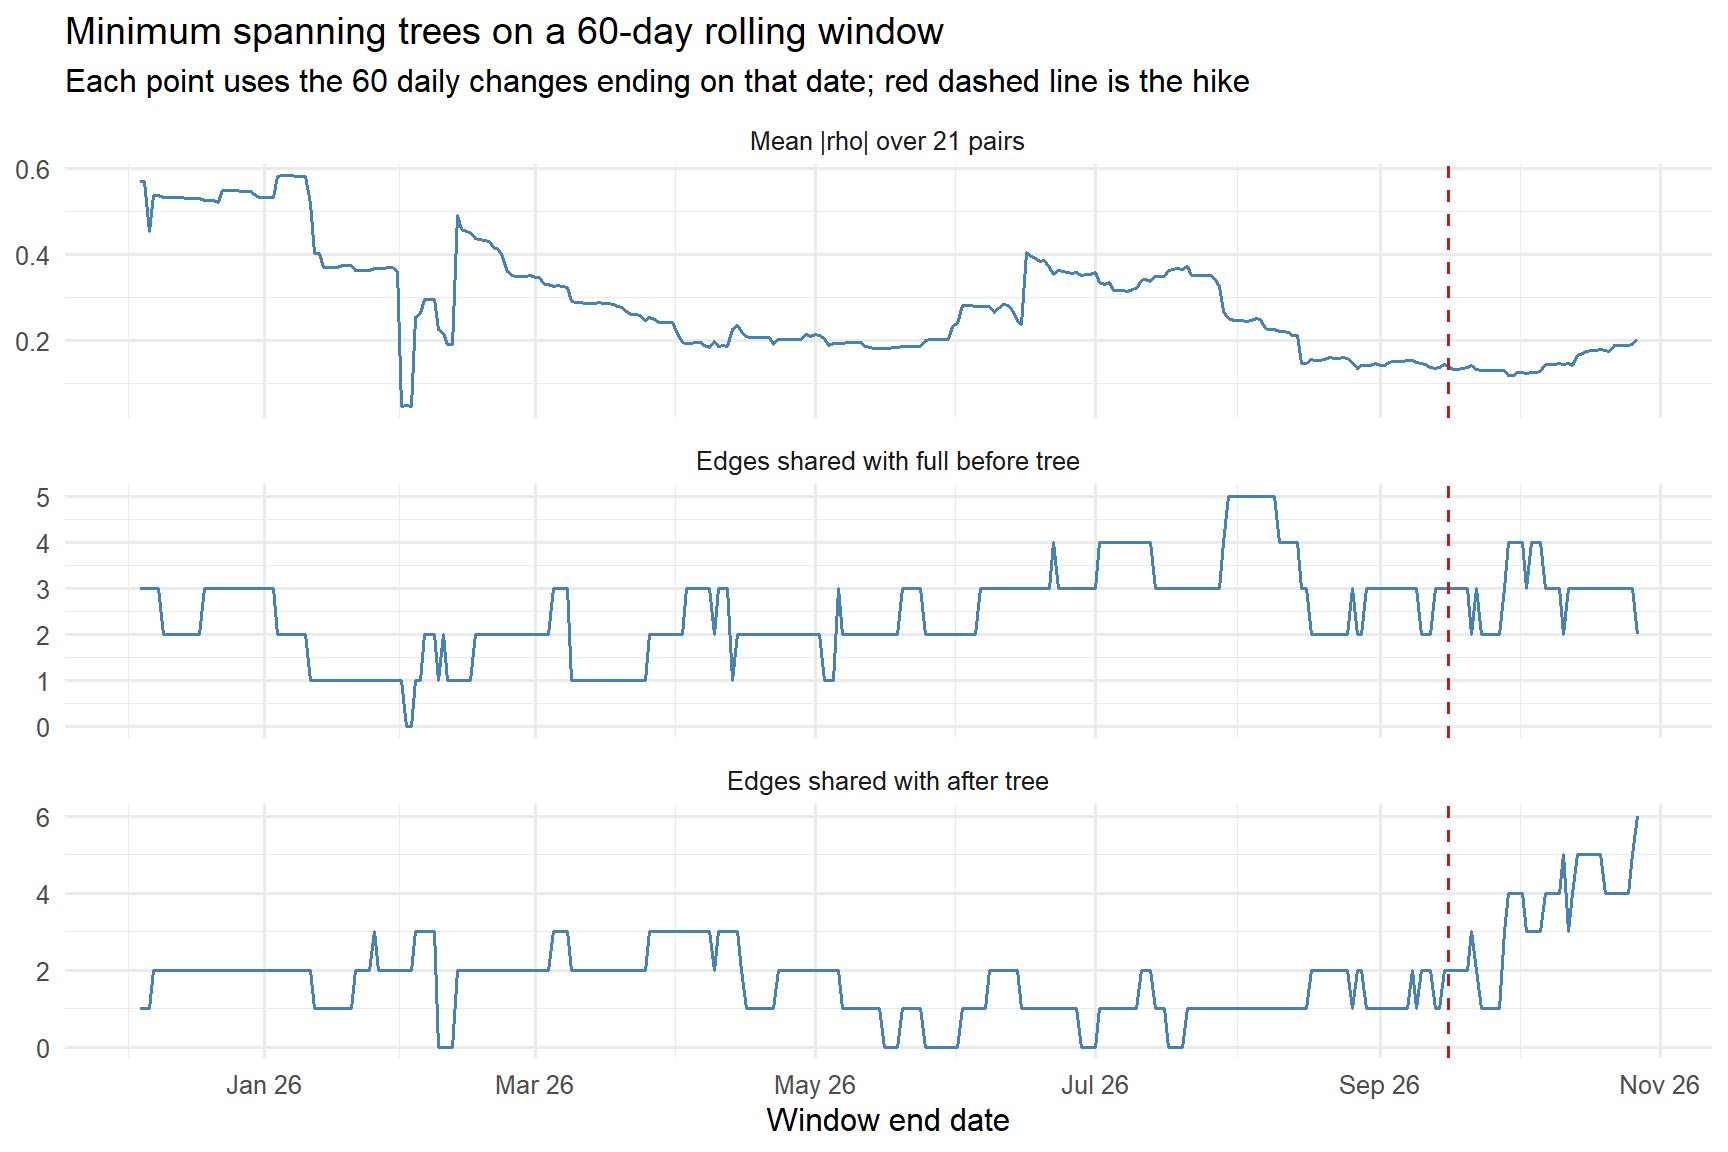 Minimum spanning trees on a 60-day rolling window
Each point uses the 60 daily changes ending on that date; red dashed line is the hike
Mean |rho| over 21 pairs
0.6
0.4
0.2
Edges shared with full before tree
5
4
3
2
1
0
Edges shared with after tree
6
4
2
0
Jan 26 Mar 26 May 26 Jul 26 Sep 26 Nov 26
Window end date